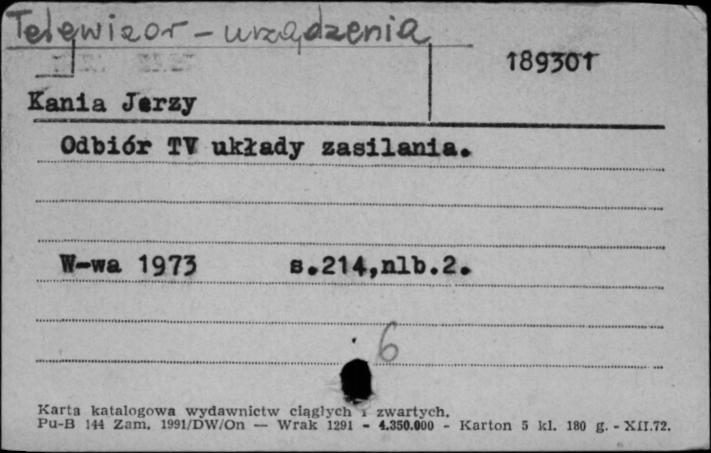 Telewizor - urządzenia
189301
Kania Jerzy
Odbiór TV układy zasilania.
W-wa 1973 s.214,nlb.2.
6
Karta katalogowa wydawnictw ciągłych i zwartych.
Pu-B 144 Zam. 1991/DW/On — Wrak 1291 - 4.350.000 - Karton 5 kl. 180 g. - XII.72.